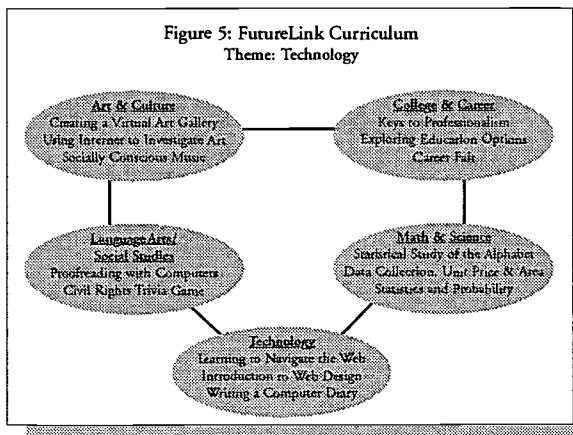 Figure 5: FutureLink Curriculum
Theme: Technology
Art & Culture
Creating a Virtual Art Gallery
Using Internet to Investigate Art
Socially Conscious Music
College & Career
Keys to Professionalism
Exploring Education Options
Career Fair
Language Arts/
Social Studies
Proofreading with Computers
Civil Rights Trivia Game
Math & Science
Statistical Study of the Alphabet
Data Collection, Unit Price & Area
Statistics and Probability
Technology
Learning to Navigate the Web
Introduction to Web Design
Writing a Computer Diary